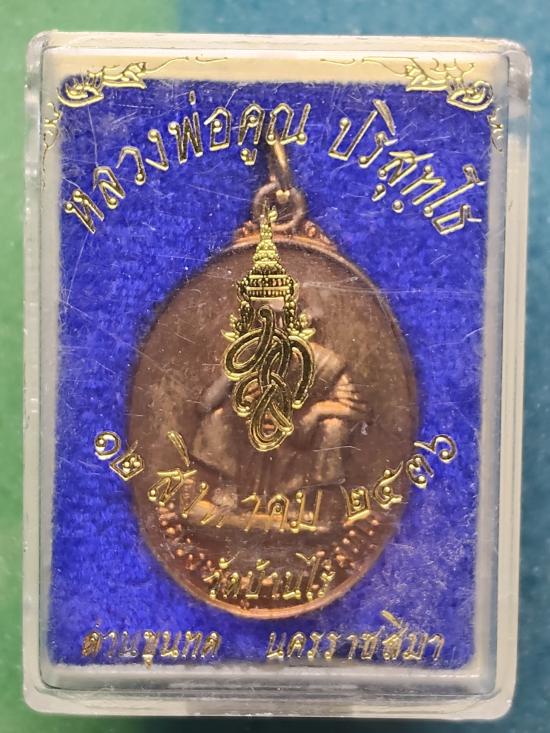 หลวงพ่อคูณ ปริสุทโธ
๑๒ สิงหาคม ๒๕๓๖
วัดบ้านไร่
ด่านขุนทด นครราชสีมา